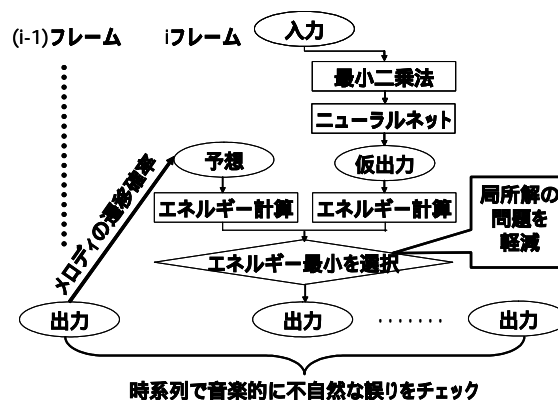 (i-1)フレーム
iフレーム
入力
最小二乗法
ニューラルネット
予想
仮出力
エネルギー計算
エネルギー計算
局所解の
問題を
軽減
メロディの遷移確率
エネルギー最小を選択
出力
出力
出力
時系列で音楽的に不自然な誤りをチェック